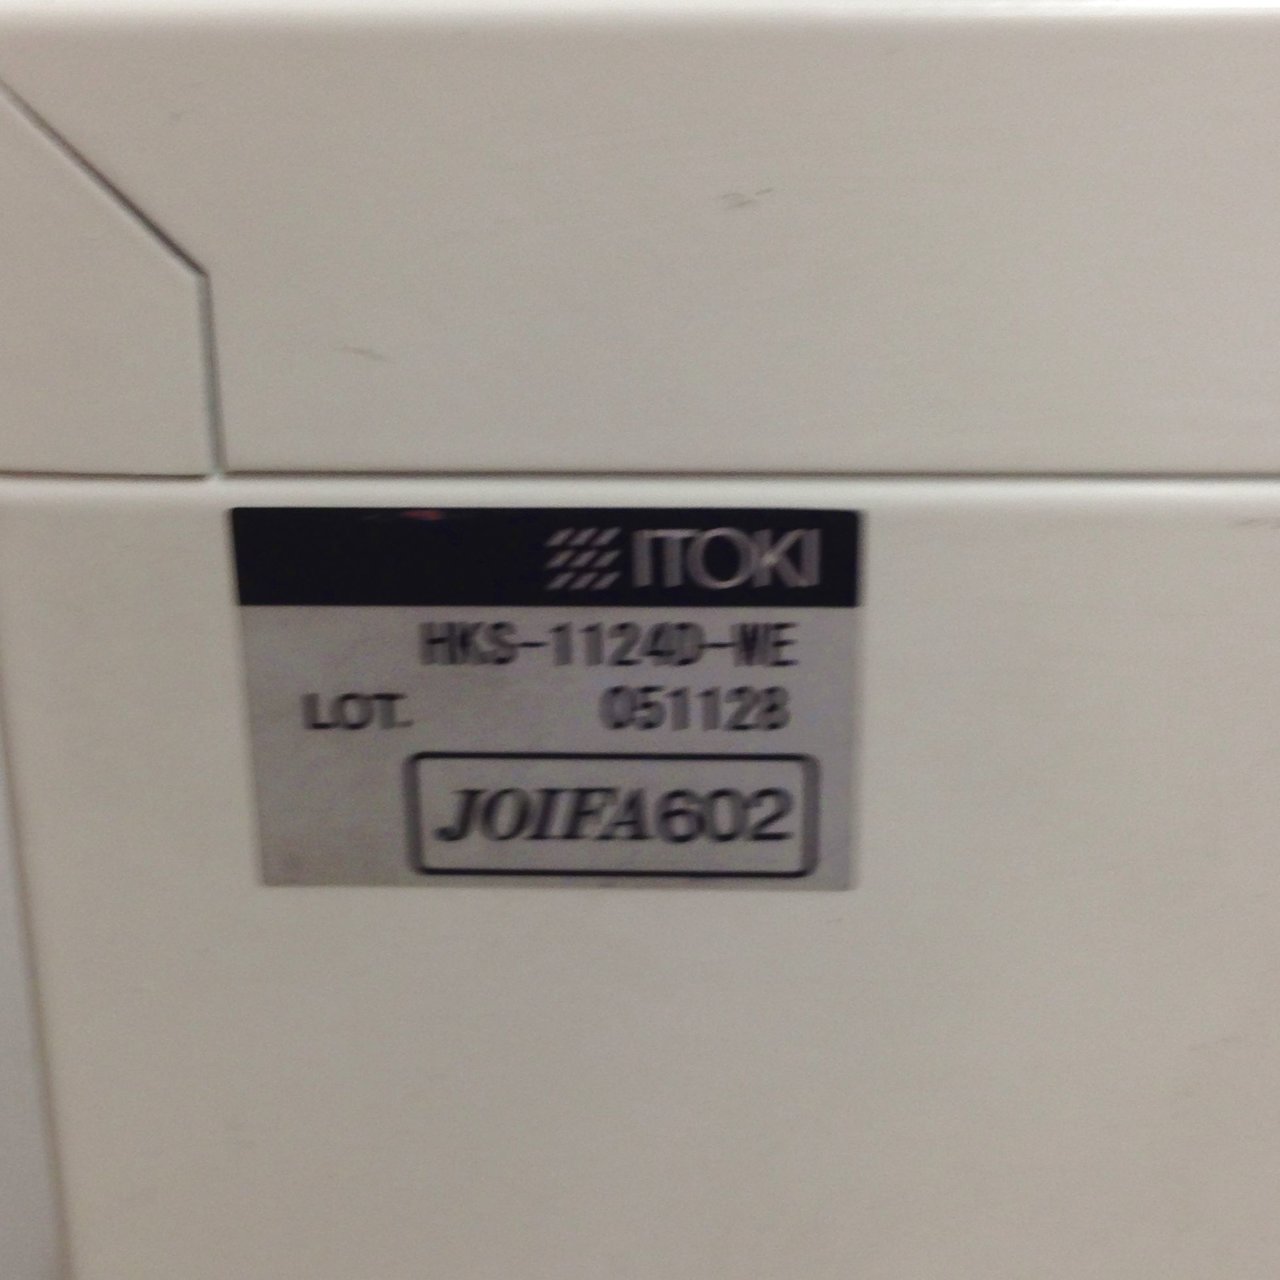 ITOKI
HKS-1124D-WE
LOT. 051128
JOIFA602